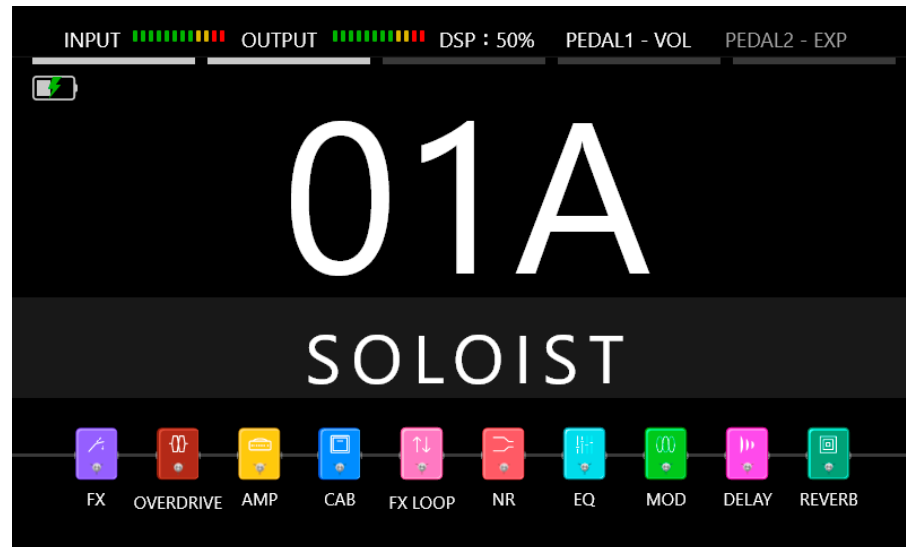 INPUT OUTPUT DSP：50% PEDAL1 - VOL PEDAL2 - EXP
01A
SOLOIST
FX OVERDRIVE AMP CAB FX LOOP NR EQ MOD DELAY REVERB